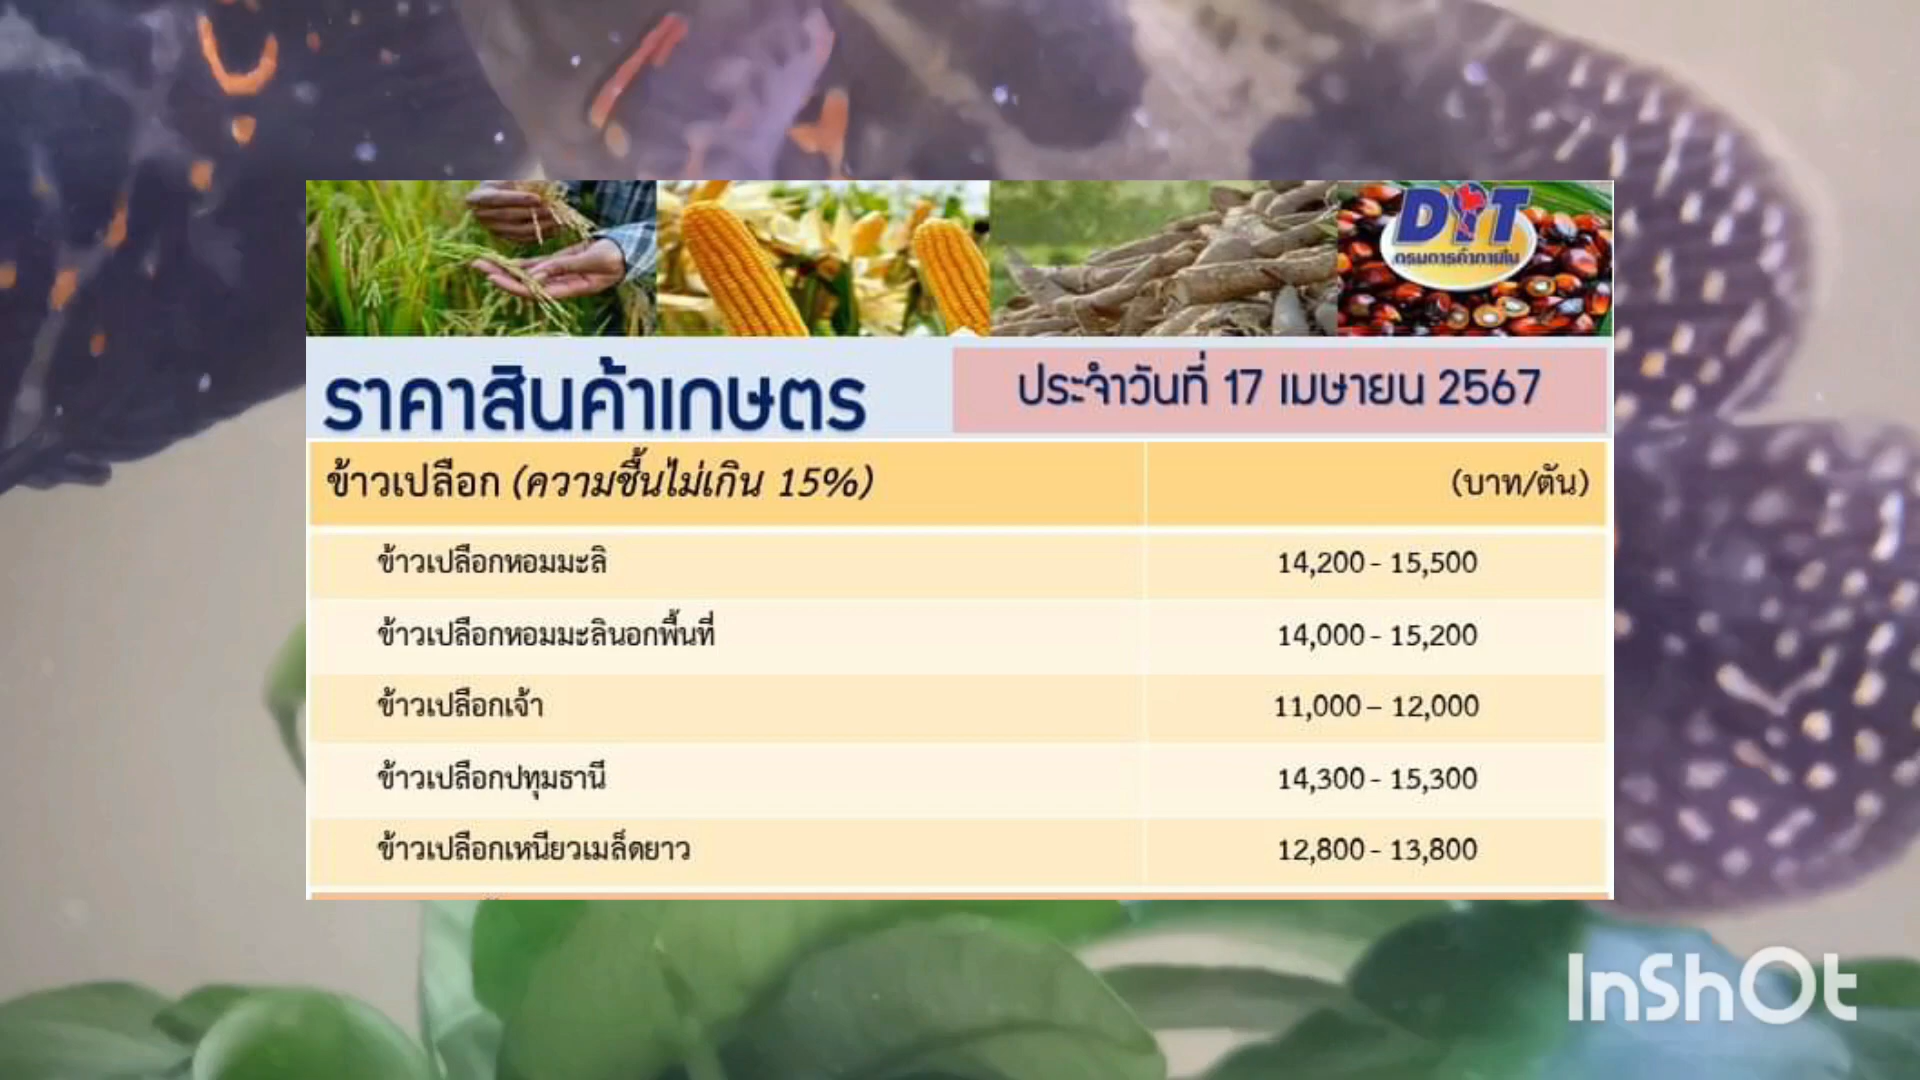 DIT
กรมการค้าภายใน
ราคาสินค้าเกษตร
ประจำวันที่ 17 เมษายน 2567
ข้าวเปลือก (ความชื้นไม่เกิน 15%) (บาท/ตัน)
ข้าวเปลือกหอมมะลิ 14,200 - 15,500
ข้าวเปลือกหอมมะลินอกพื้นที่ 14,000 - 15,200
ข้าวเปลือกเจ้า 11,000 – 12,000
ข้าวเปลือกปทุมธานี 14,300 - 15,300
ข้าวเปลือกเหนียวเมล็ดยาว 12,800 - 13,800
InShOt